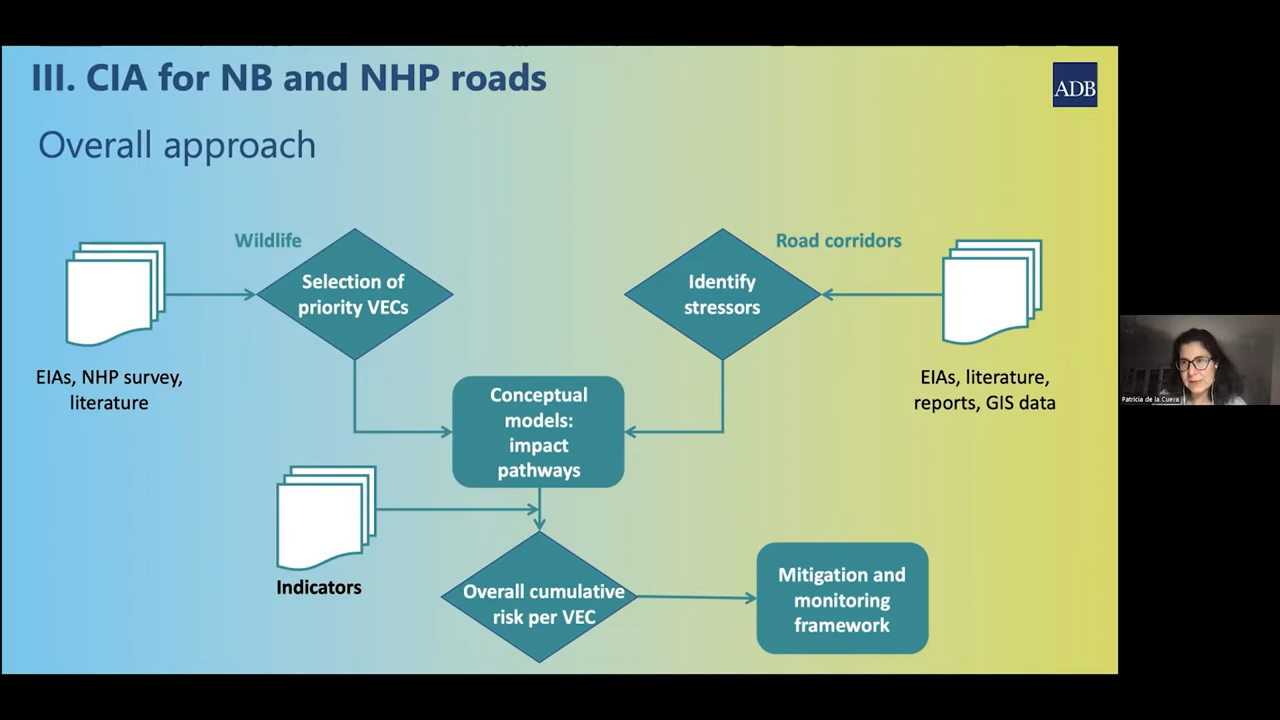 III. CIA for NB and NHP roads
ADB
Overall approach
Wildlife
Road corridors
Selection of
priority VECs
Identify
stressors
EIAs, NHP survey,
literature
EIAs, literature,
reports, GIS data
Conceptual
models:
impact
pathways
Indicators
Overall cumulative
risk per VEC
Mitigation and
monitoring
framework
Patricia de la Cueva